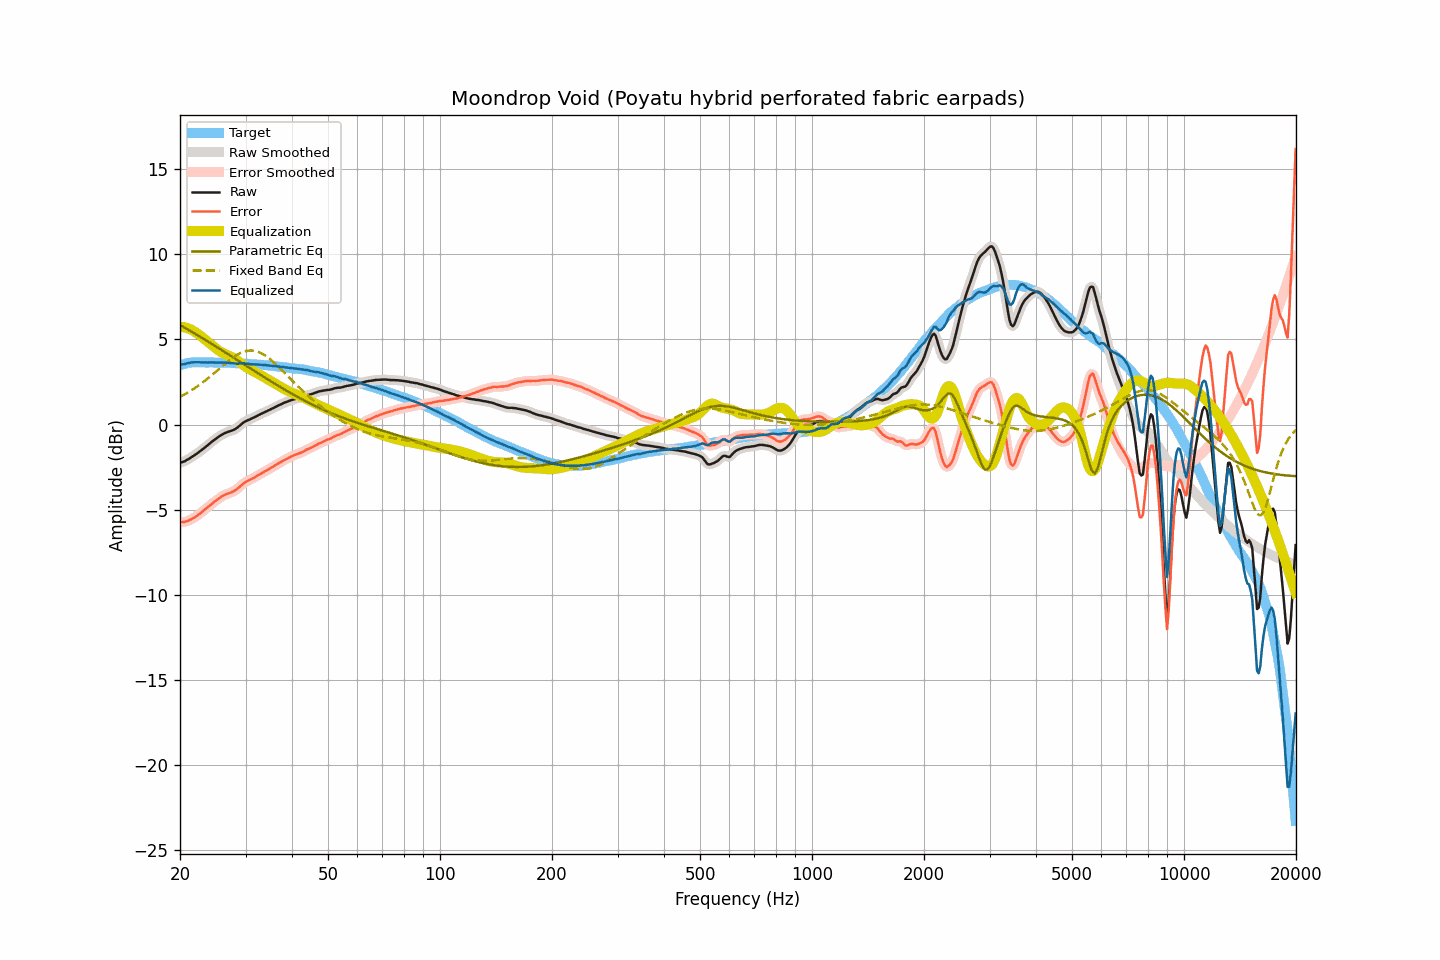 Moondrop Void (Poyatu hybrid perforated fabric earpads)
Target
Raw Smoothed
Error Smoothed
Raw
Error
Equalization
Parametric Eq
Fixed Band Eq
Equalized
15
10
5
0
−5
−10
−15
−20
−25
Amplitude (dBr)
20
50
100
200
500
1000
2000
5000
10000
20000
Frequency (Hz)